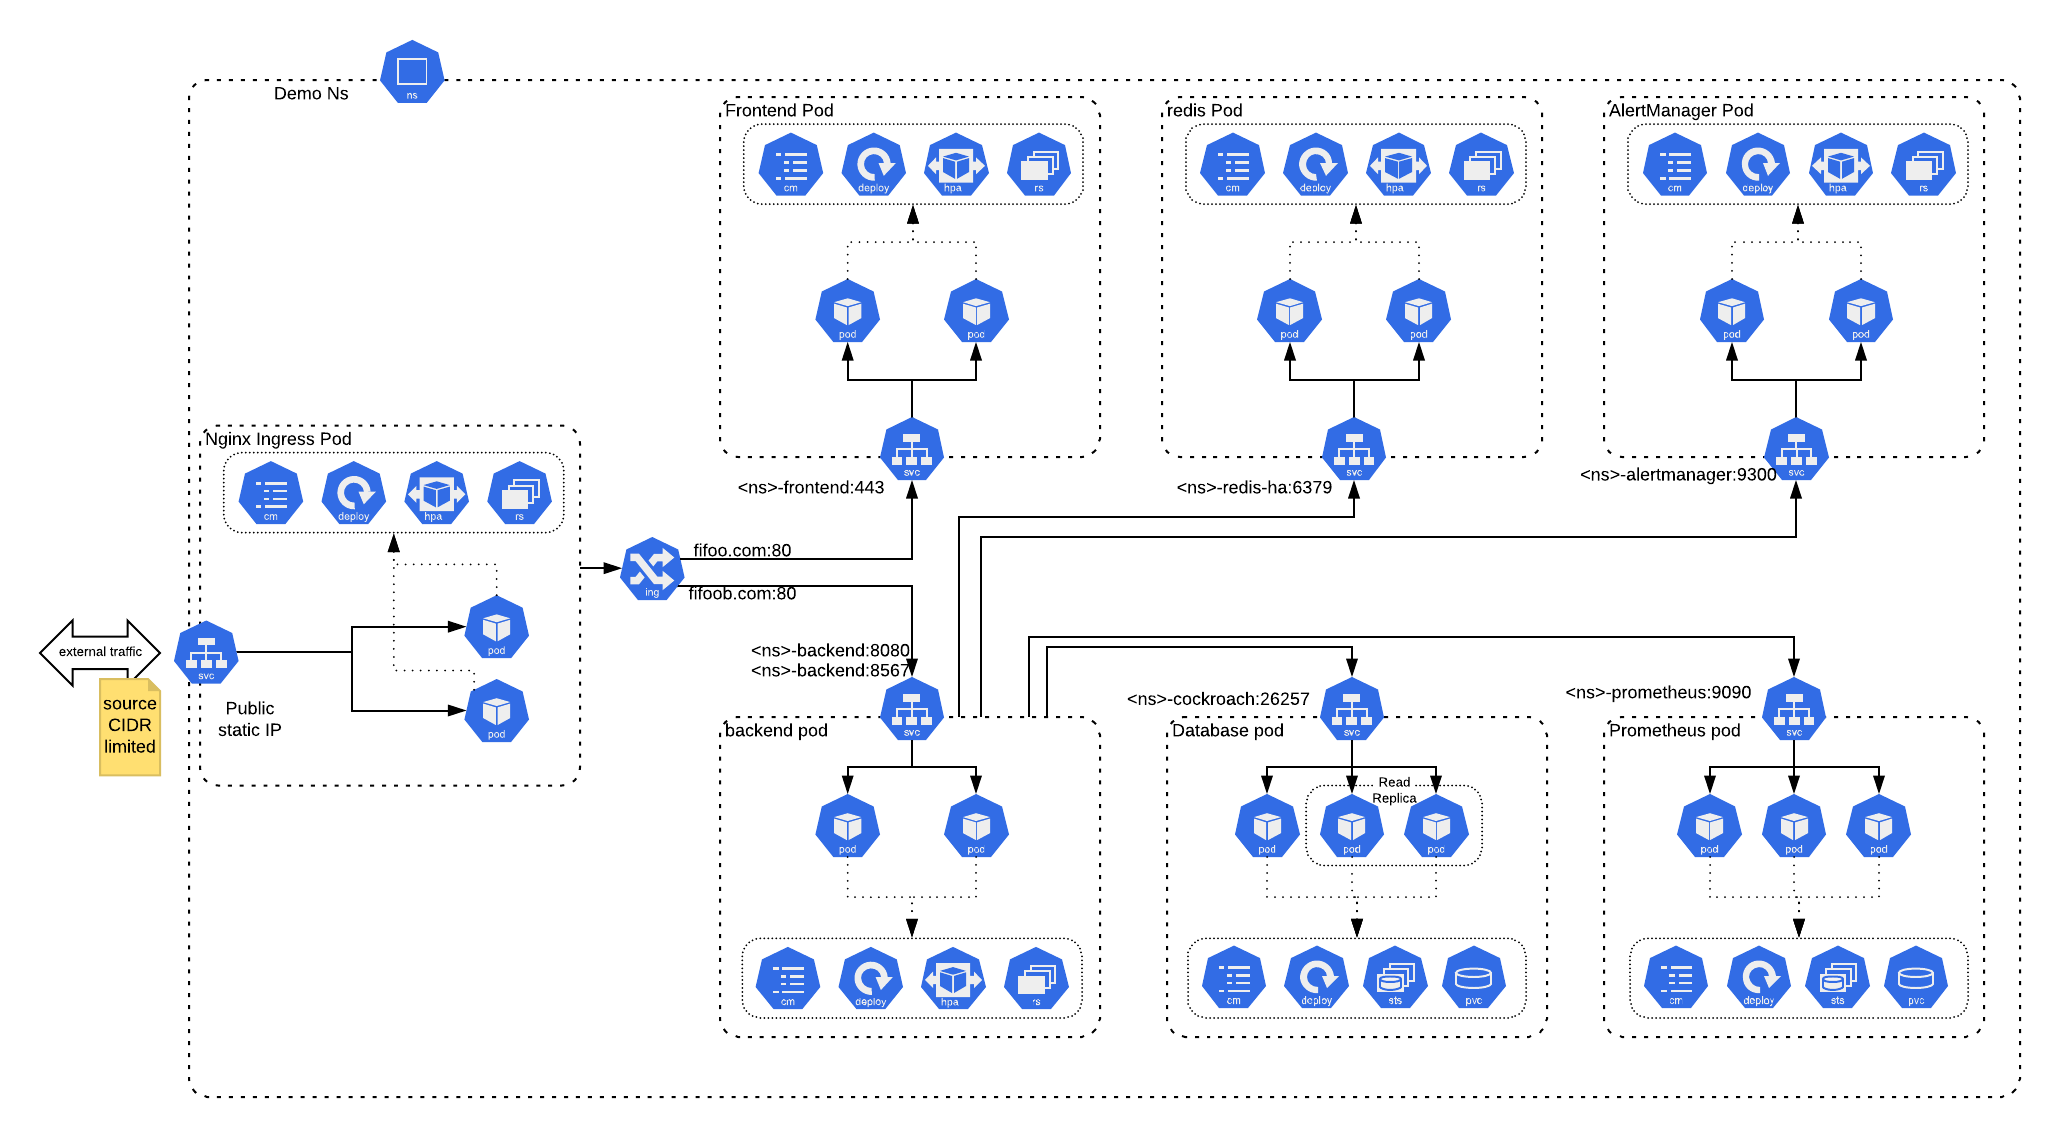 ns
Demo Ns
Frontend Pod
cm
deploy
hpa
rs
pod
pod
svc
<ns>-frontend:443
redis Pod
cm
deploy
hpa
rs
pod
pod
svc
<ns>-redis-ha:6379
AlertManager Pod
cm
deploy
hpa
rs
pod
pod
svc
<ns>-alertmanager:9300
Nginx Ingress Pod
cm
deploy
hpa
rs
pod
pod
external traffic
svc
source
CIDR
limited
Public
static IP
ing
fifoo.com:80
fifoob.com:80
<ns>-backend:8080
<ns>-backend:8567
svc
backend pod
pod
pod
cm
deploy
hpa
rs
<ns>-cockroach:26257
svc
Database pod
Read
Replica
pod
pod
pod
cm
deploy
sts
pvc
<ns>-prometheus:9090
svc
Prometheus pod
pod
pod
pod
cm
deploy
sts
pvc